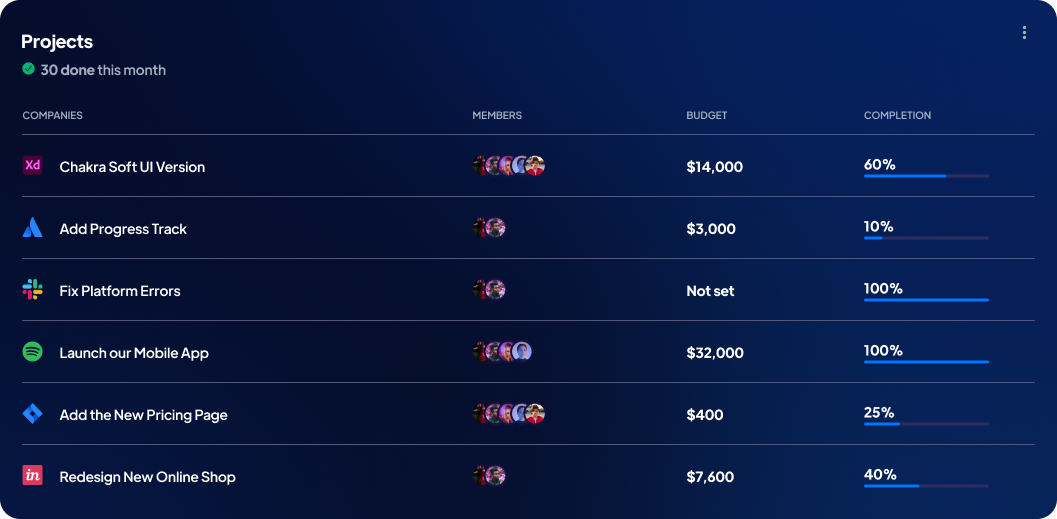 Projects
30 done this month
COMPANIES MEMBERS BUDGET COMPLETION
Xd Chakra Soft UI Version $14,000 60%
Add Progress Track $3,000 10%
Fix Platform Errors Not set 100%
Launch our Mobile App $32,000 100%
Add the New Pricing Page $400 25%
in Redesign New Online Shop $7,600 40%